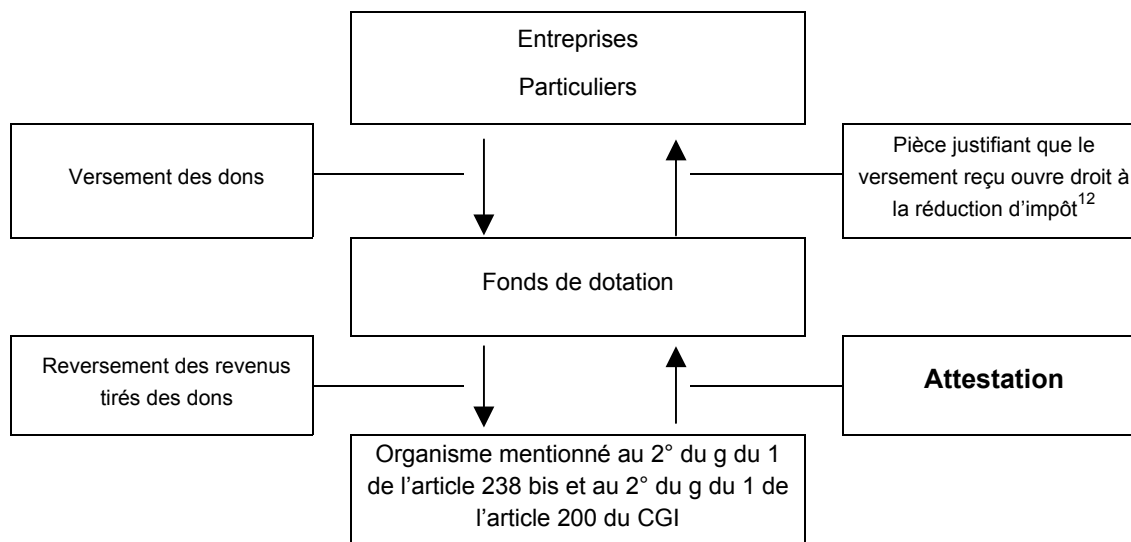 Entreprises
Particuliers
Versement des dons
Pièce justifiant que le
versement reçu ouvre droit à
la réduction d’impôt12
Fonds de dotation
Reversement des revenus
tirés des dons
Attestation
Organisme mentionné au 2° du g du 1
de l’article 238 bis et au 2° du g du 1 de
l’article 200 du CGI